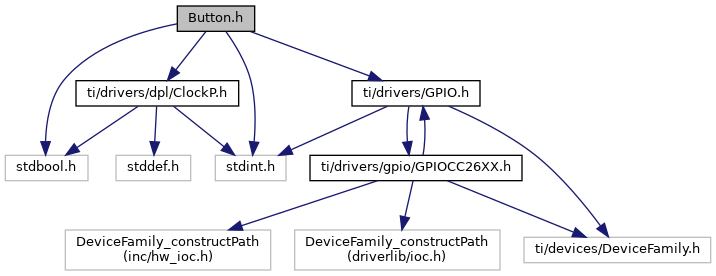 Button.h
ti/drivers/dpl/ClockP.h
ti/drivers/GPIO.h
stdbool.h
stddef.h
stdint.h
ti/drivers/gpio/GPIOCC26XX.h
DeviceFamily_constructPath
(inc/hw_ioc.h)
DeviceFamily_constructPath
(driverlib/ioc.h)
ti/devices/DeviceFamily.h